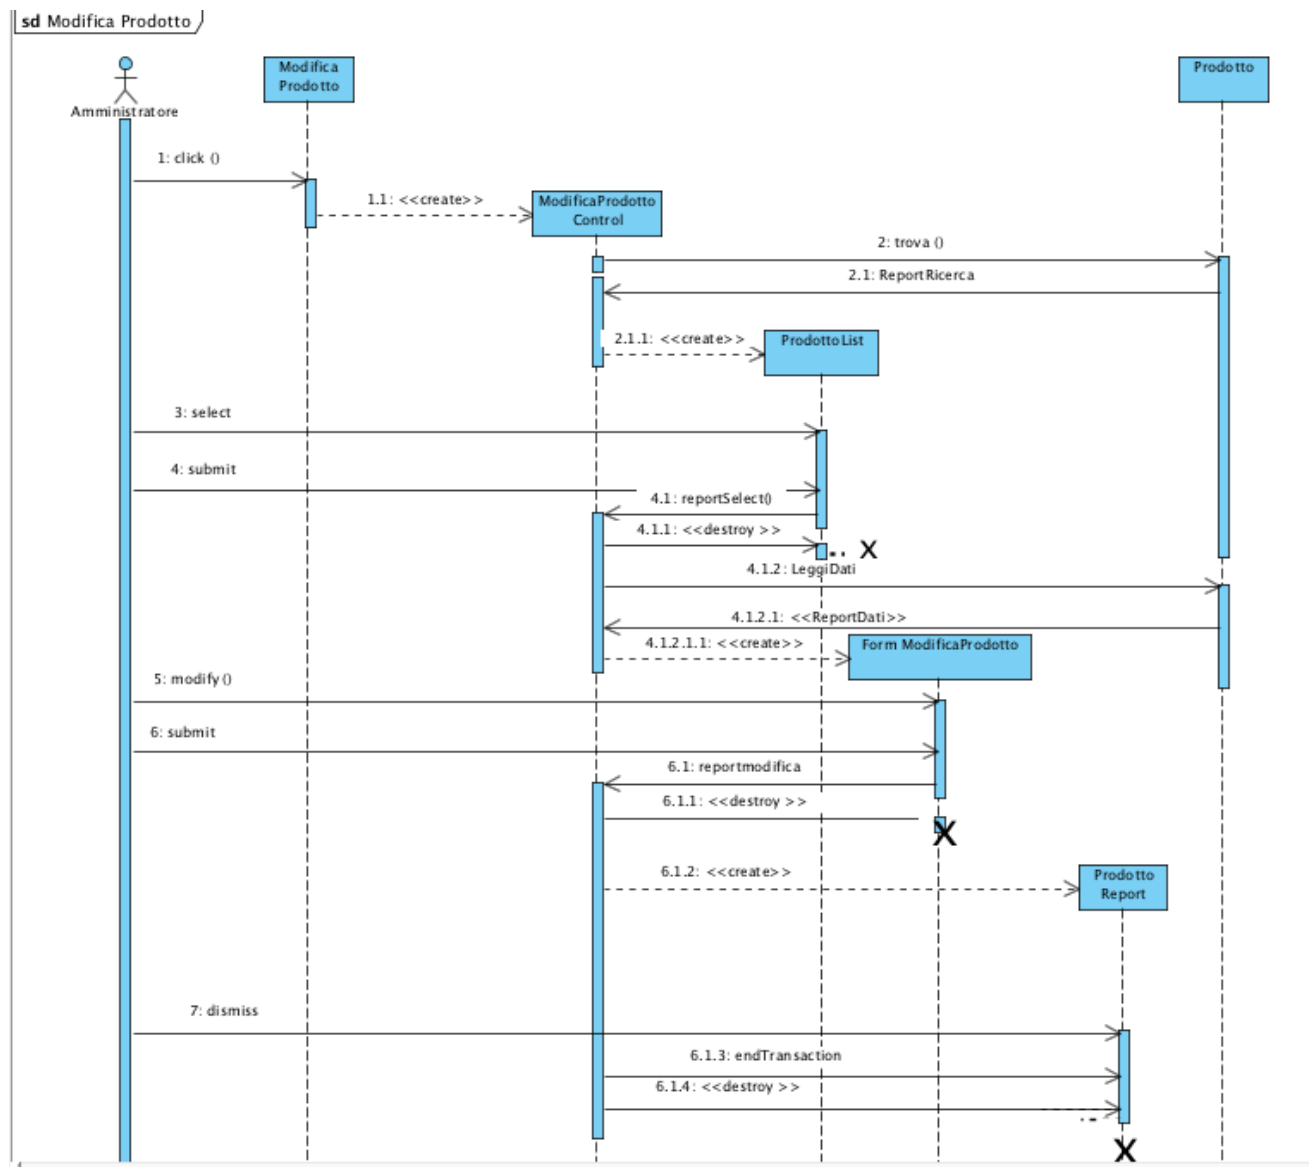 sd Modifica Prodotto
Amministratore
Modifica
Prodotto
Prodotto
1: click ()
1.1: <<create>>
ModificaProdotto
Control
2: trova ()
2.1: ReportRicerca
2.1.1: <<create>>
ProdottoList
3: select
4: submit
4.1: reportSelect()
4.1.1: <<destroy >>
X
4.1.2: LeggiDati
4.1.2.1: <<ReportDati>>
4.1.2.1.1: <<create>>
Form ModificaProdotto
5: modify ()
6: submit
6.1: reportmodifica
6.1.1: <<destroy >>
X
6.1.2: <<create>>
Prodotto
Report
7: dismiss
6.1.3: endTransaction
6.1.4: <<destroy >>
X